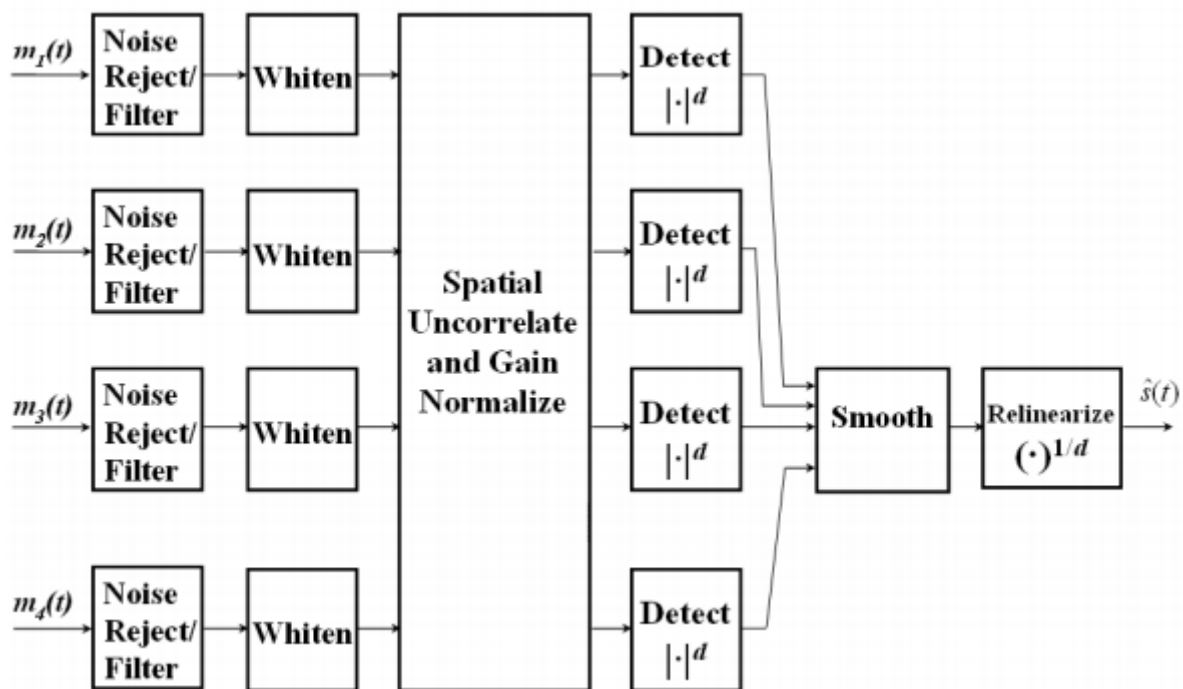 m₁(t)
Noise
Reject/
Filter
Whiten
Detect
|·|ᵈ
m₂(t)
Noise
Reject/
Filter
Whiten
Detect
|·|ᵈ
Spatial
Uncorrelate
and Gain
Normalize
m₃(t)
Noise
Reject/
Filter
Whiten
Detect
|·|ᵈ
Smooth
Relinearize
(·)¹/ᵈ
ŝ(t)
m₄(t)
Noise
Reject/
Filter
Whiten
Detect
|·|ᵈ